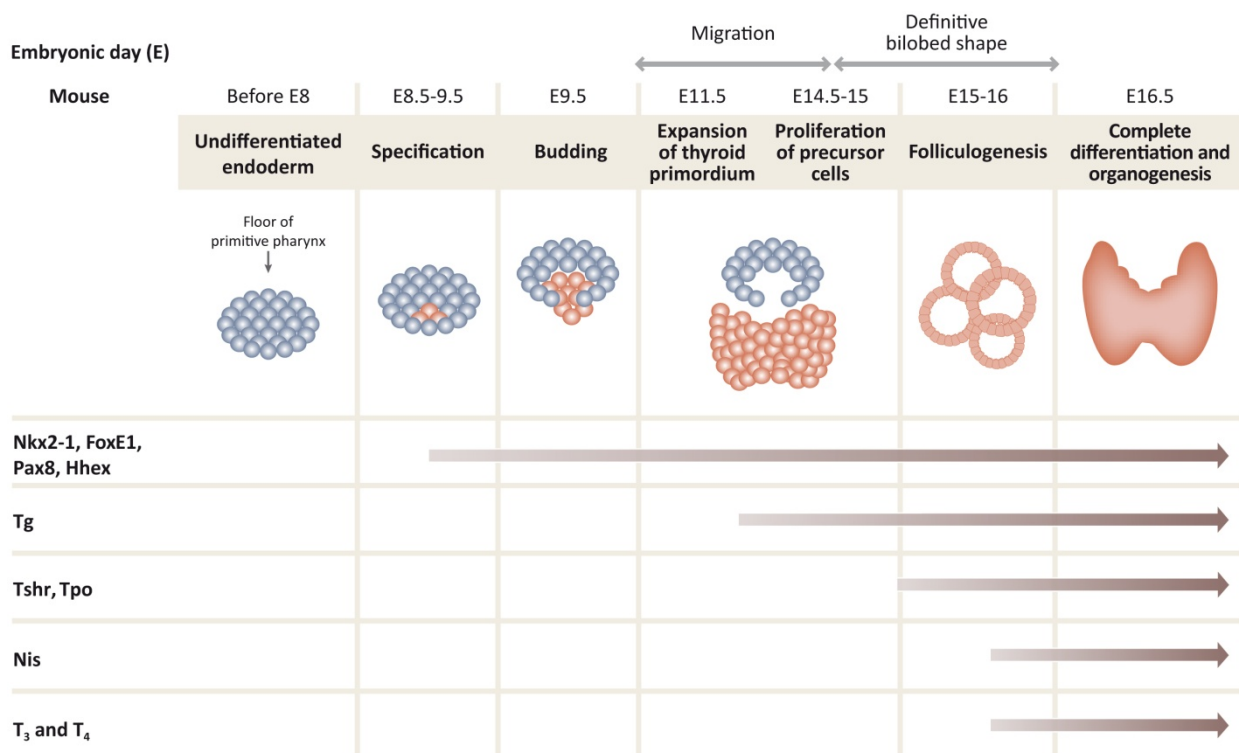 Embryonic day (E)
Migration
Definitive
bilobed shape
Mouse
Before E8
E8.5-9.5
E9.5
E11.5
E14.5-15
E15-16
E16.5
Undifferentiated
endoderm
Specification
Budding
Expansion
of thyroid
primordium
Proliferation
of precursor
cells
Folliculogenesis
Complete
differentiation and
organogenesis
Floor of
primitive pharynx
Nkx2-1, FoxE1,
Pax8, Hhex
Tg
Tshr, Tpo
Nis
T₃ and T₄